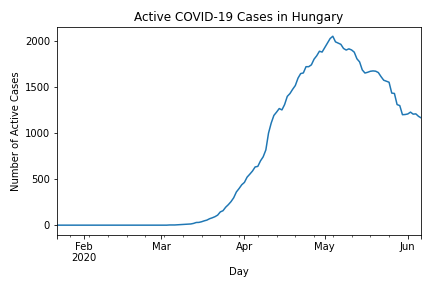 Active COVID-19 Cases in Hungary
Number of Active Cases
2000
1500
1000
500
0
Feb
2020
Mar
Apr
May
Jun
Day